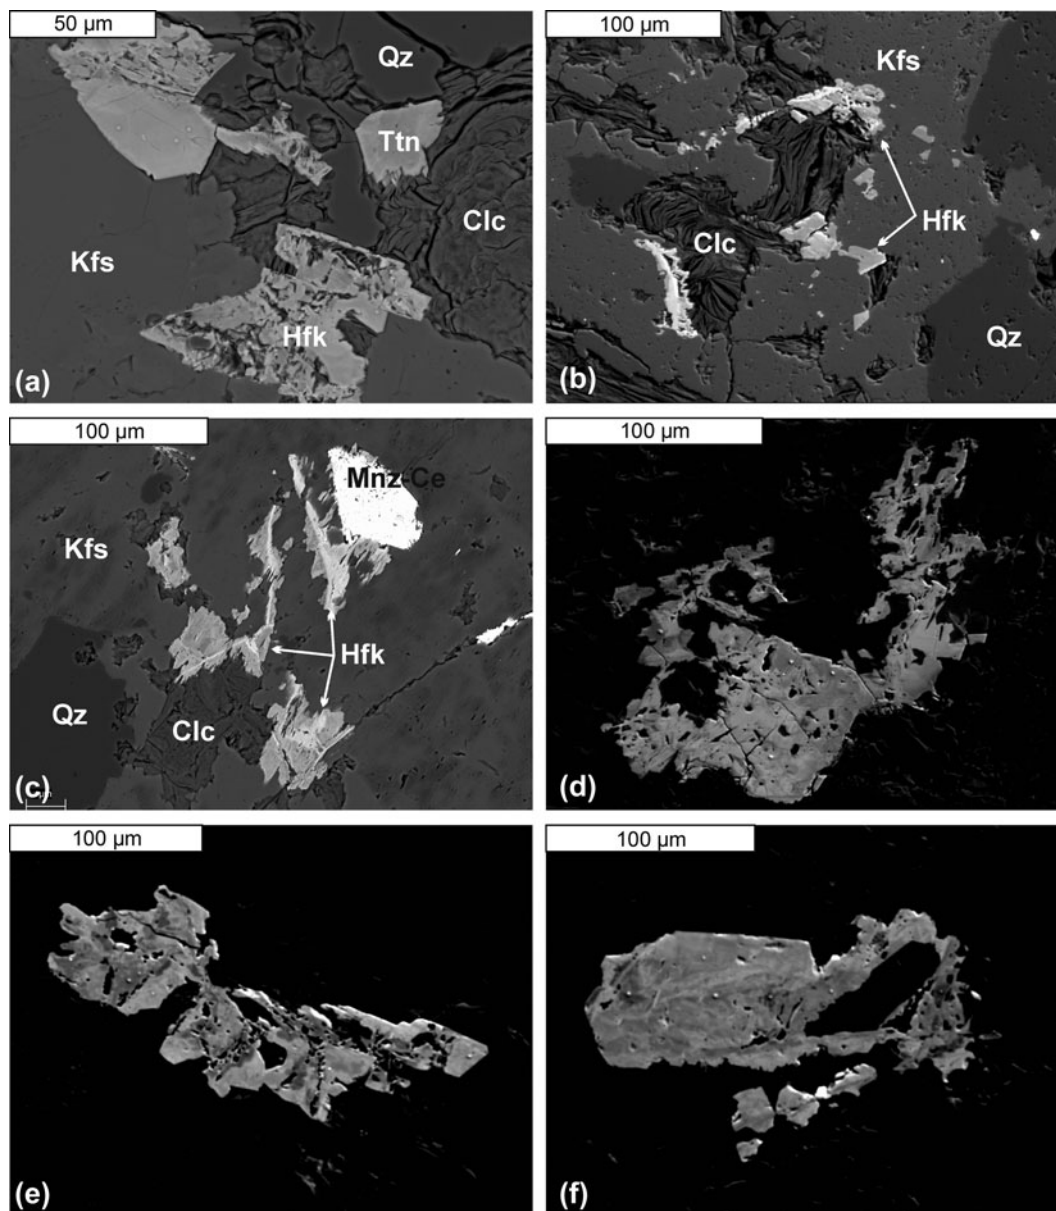 50 µm
Qz
Ttn
Clc
Kfs
Hfk
(a)
100 µm
Kfs
Hfk
Clc
Qz
(b)
100 µm
Mnz-Ce
Kfs
Hfk
Qz
Clc
(c)
100 µm
(d)
100 µm
(e)
100 µm
(f)